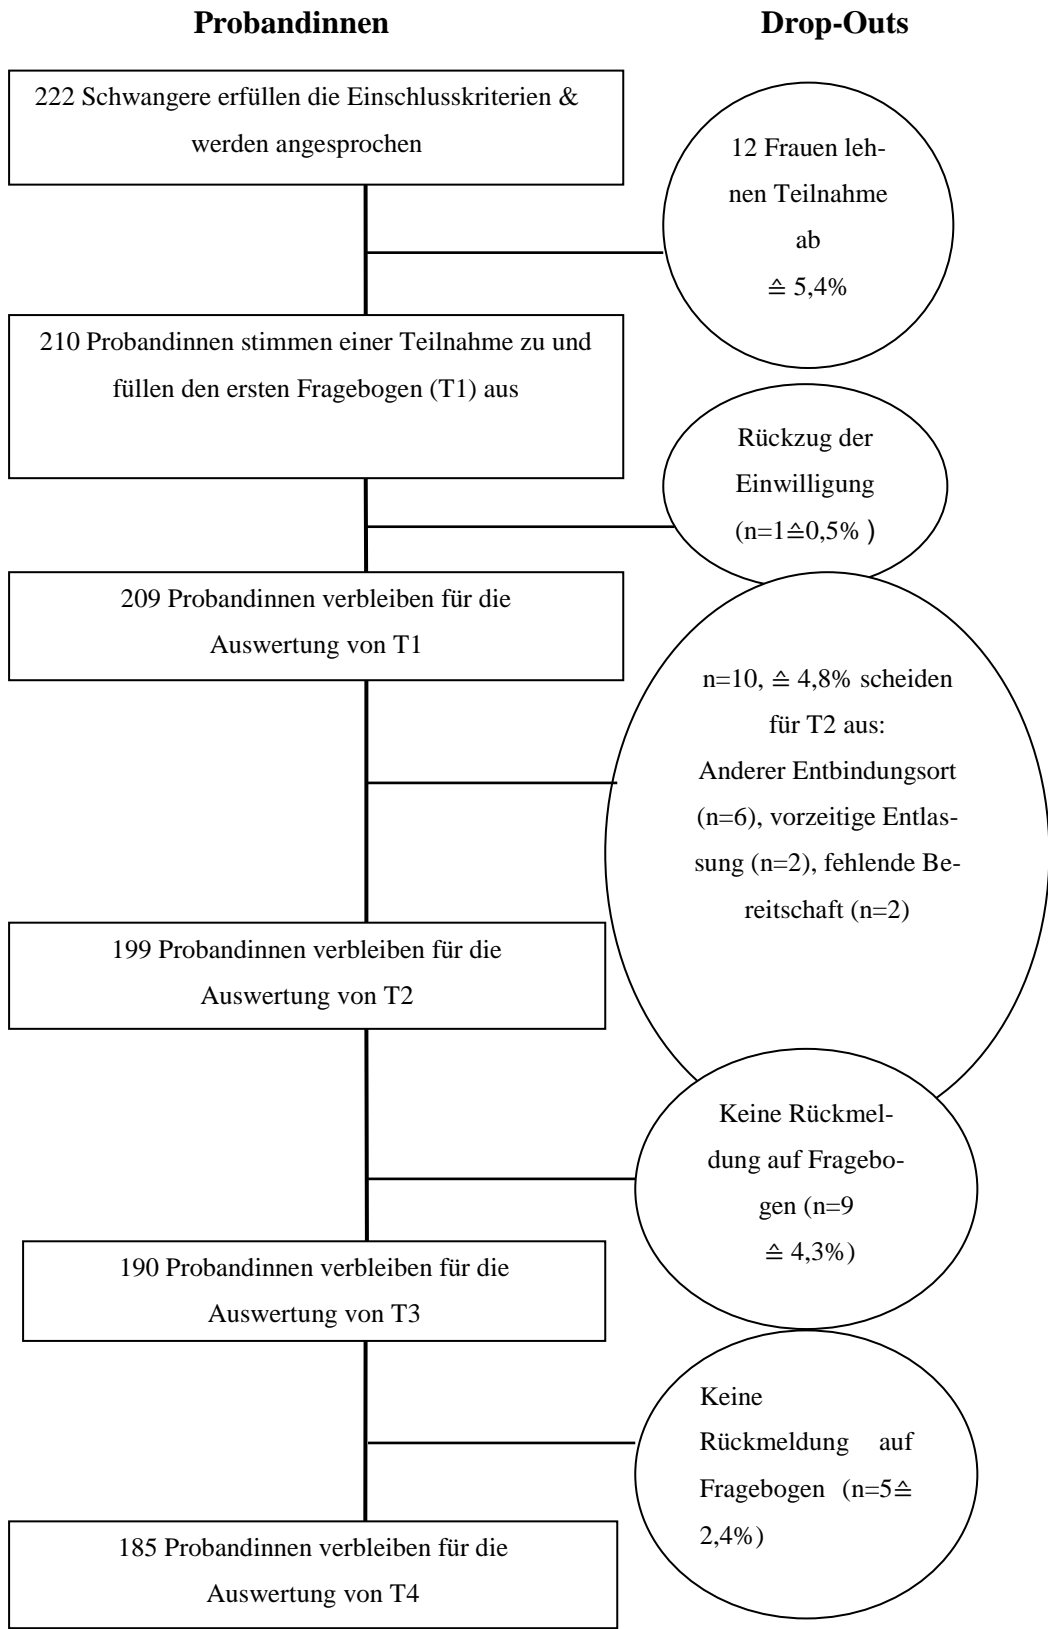 Probandinnen
Drop-Outs
222 Schwangere erfüllen die Einschlusskriterien &
werden angesprochen
12 Frauen leh-
nen Teilnahme
ab
≙ 5,4%
210 Probandinnen stimmen einer Teilnahme zu und
füllen den ersten Fragebogen (T1) aus
Rückzug der
Einwilligung
(n=1≙0,5% )
209 Probandinnen verbleiben für die
Auswertung von T1
n=10, ≙ 4,8% scheiden
für T2 aus:
Anderer Entbindungsort
(n=6), vorzeitige Entlas-
sung (n=2), fehlende Be-
reitschaft (n=2)
199 Probandinnen verbleiben für die
Auswertung von T2
Keine Rückmel-
dung auf Fragebo-
gen (n=9
≙ 4,3%)
190 Probandinnen verbleiben für die
Auswertung von T3
Keine
Rückmeldung auf
Fragebogen (n=5≙
2,4%)
185 Probandinnen verbleiben für die
Auswertung von T4